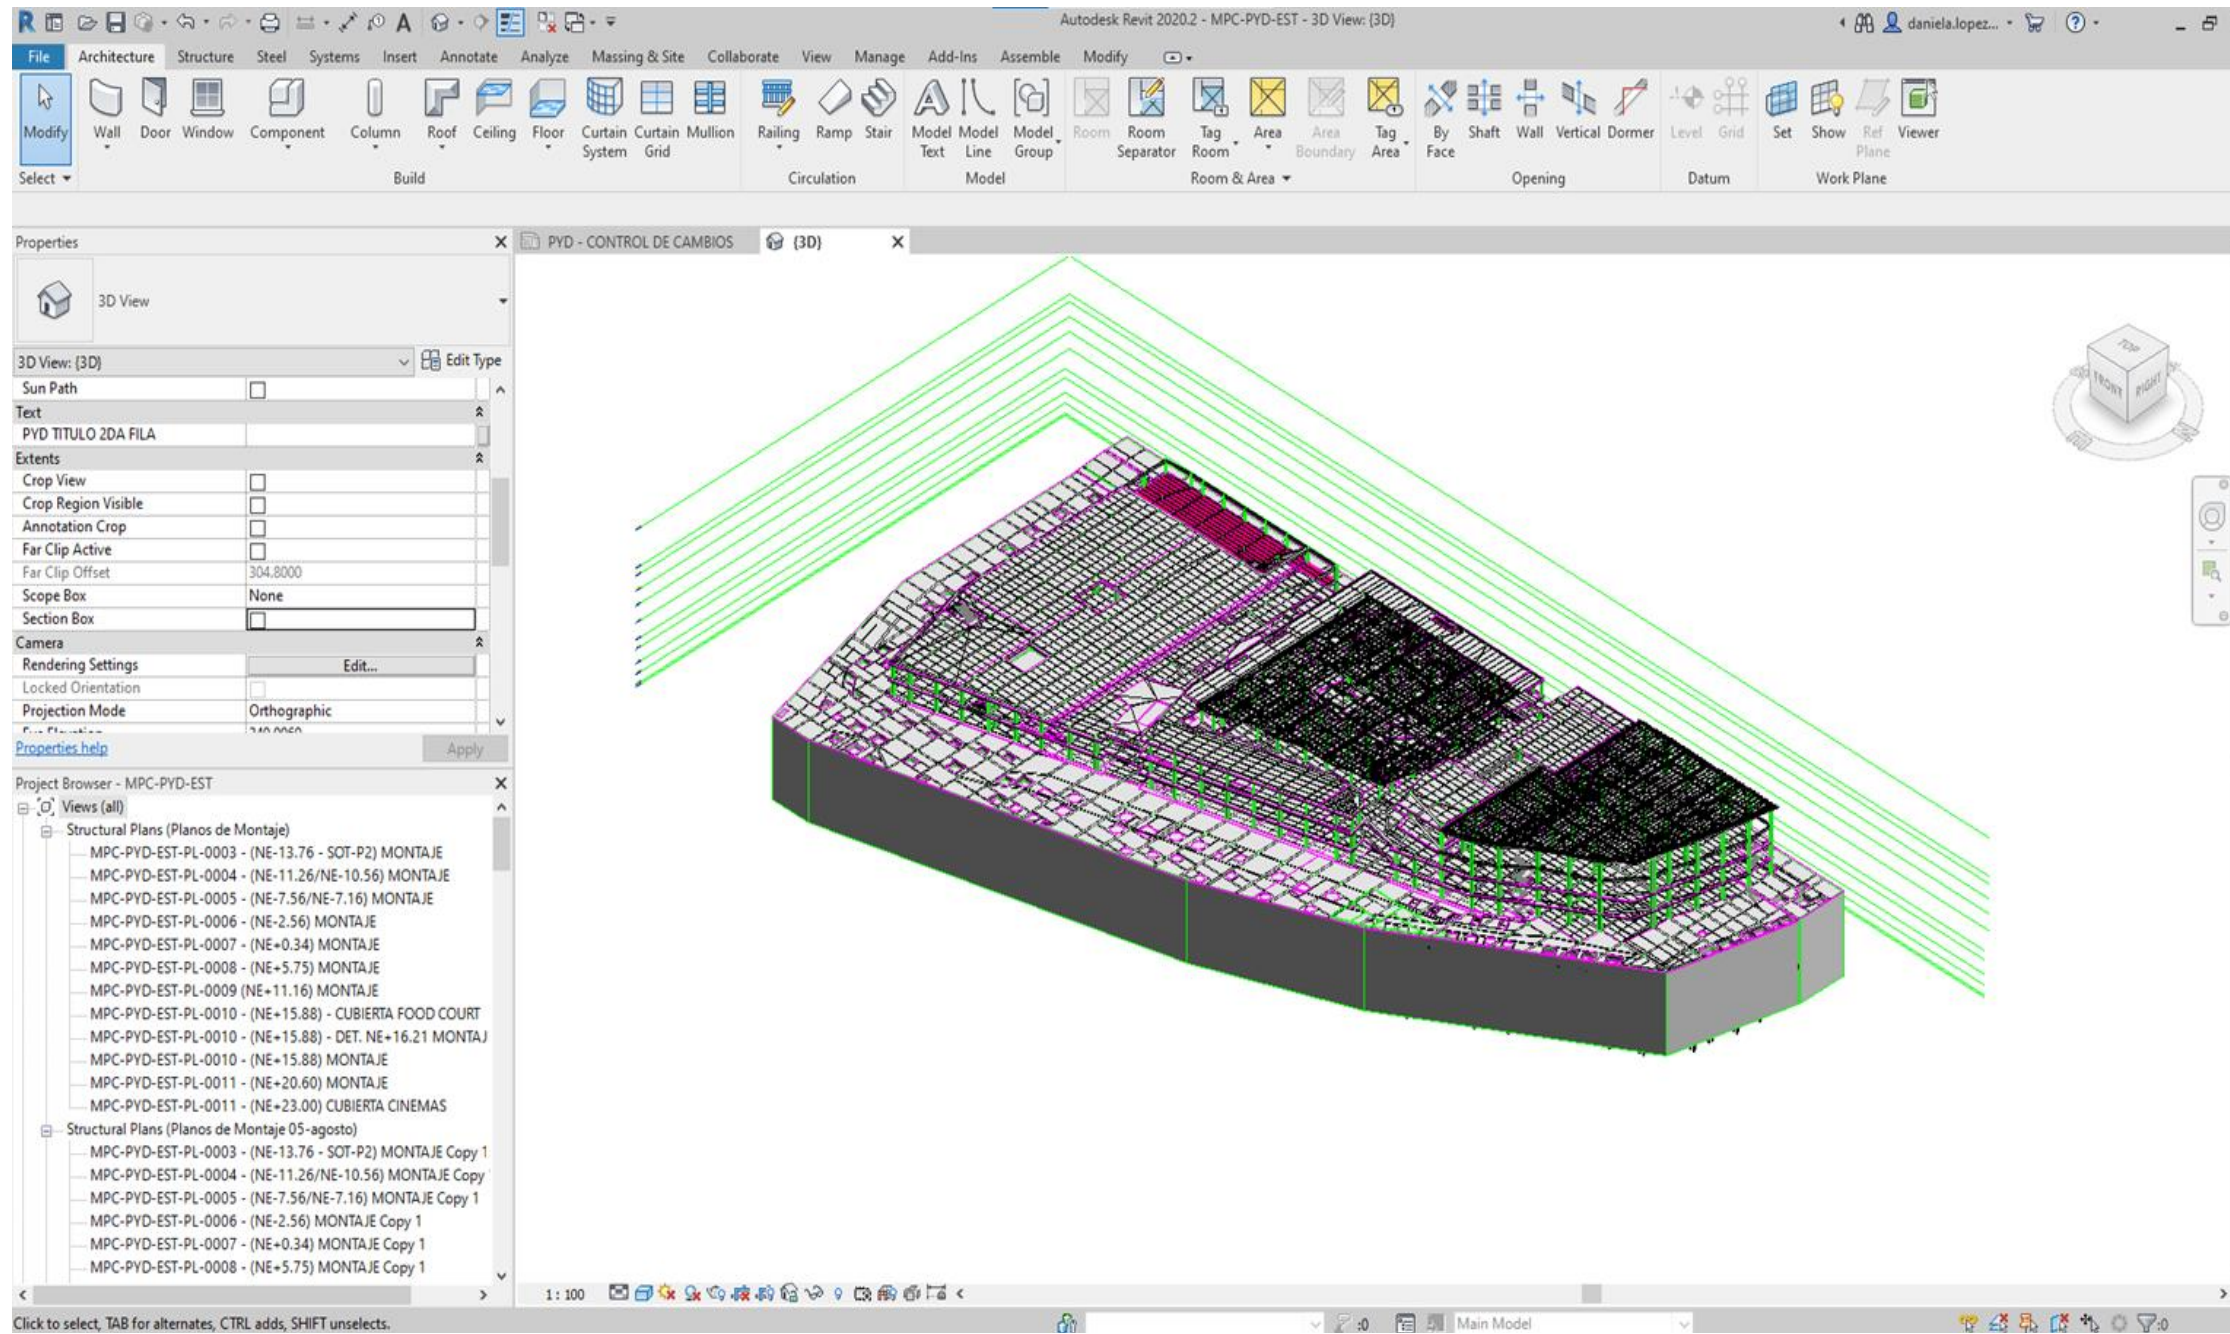 Autodesk Revit 2020.2 - MPC-PYD-EST - 3D View: {3D}
daniela.lopez...
File Architecture Structure Steel Systems Insert Annotate Analyze Massing & Site Collaborate View Manage Add-Ins Assemble Modify
Modify Wall Door Window Component Column Roof Ceiling Floor Curtain System Curtain Grid Mullion Railing Ramp Stair Model Text Model Line Model Group Room Room Separator Tag Room Area Area Boundary Tag Area By Face Shaft Wall Vertical Dormer Level Grid Set Show Ref Plane Viewer
Select Build Circulation Model Room & Area Opening Datum Work Plane
Properties
PYD - CONTROL DE CAMBIOS
{3D}
3D View
3D View: {3D}
Edit Type
Sun Path
Text
PYD TITULO 2DA FILA
Extents
Crop View
Crop Region Visible
Annotation Crop
Far Clip Active
Far Clip Offset 304.8000
Scope Box None
Section Box
Camera
Rendering Settings Edit...
Locked Orientation
Projection Mode Orthographic
Properties help
Apply
TOP
FRONT
RIGHT
Project Browser - MPC-PYD-EST
Views (all)
Structural Plans (Planos de Montaje)
MPC-PYD-EST-PL-0003 - (NE-13.76 - SOT-P2) MONTAJE
MPC-PYD-EST-PL-0004 - (NE-11.26/NE-10.56) MONTAJE
MPC-PYD-EST-PL-0005 - (NE-7.56/NE-7.16) MONTAJE
MPC-PYD-EST-PL-0006 - (NE-2.56) MONTAJE
MPC-PYD-EST-PL-0007 - (NE+0.34) MONTAJE
MPC-PYD-EST-PL-0008 - (NE+5.75) MONTAJE
MPC-PYD-EST-PL-0009 (NE+11.16) MONTAJE
MPC-PYD-EST-PL-0010 - (NE+15.88) - CUBIERTA FOOD COURT
MPC-PYD-EST-PL-0010 - (NE+15.88) - DET. NE+16.21 MONTAJ
MPC-PYD-EST-PL-0010 - (NE+15.88) MONTAJE
MPC-PYD-EST-PL-0011 - (NE+20.60) MONTAJE
MPC-PYD-EST-PL-0011 - (NE+23.00) CUBIERTA CINEMAS
Structural Plans (Planos de Montaje 05-agosto)
MPC-PYD-EST-PL-0003 - (NE-13.76 - SOT-P2) MONTAJE Copy 1
MPC-PYD-EST-PL-0004 - (NE-11.26/NE-10.56) MONTAJE Copy
MPC-PYD-EST-PL-0005 - (NE-7.56/NE-7.16) MONTAJE Copy 1
MPC-PYD-EST-PL-0006 - (NE-2.56) MONTAJE Copy 1
MPC-PYD-EST-PL-0007 - (NE+0.34) MONTAJE Copy 1
MPC-PYD-EST-PL-0008 - (NE+5.75) MONTAJE Copy 1
1 : 100
Click to select, TAB for alternates, CTRL adds, SHIFT unselects.
:0
Main Model
:0